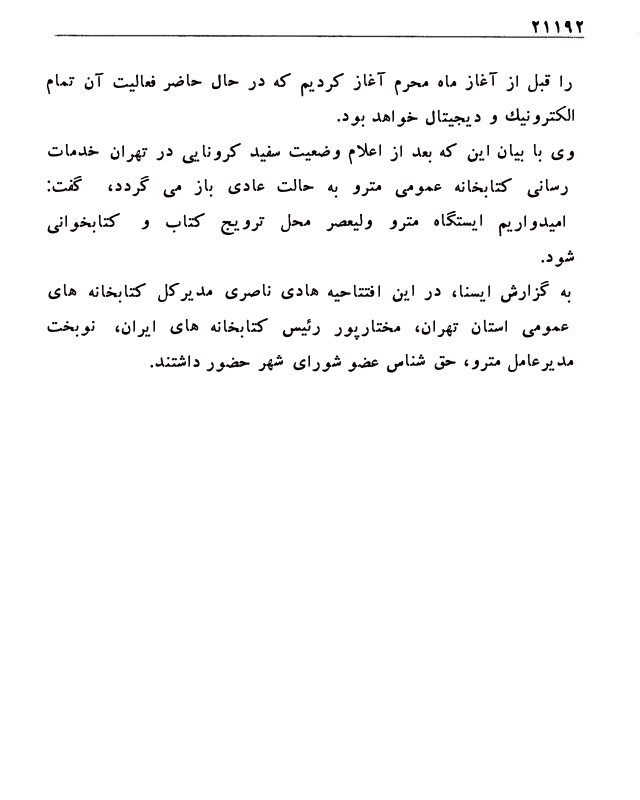 ۲۱۱۹۲
را قبل از آغاز ماه محرم آغاز کردیم که در حال حاضر فعالیت آن تمام
الکترونیك و دیجیتال خواهد بود.
وی با بیان این که بعد از اعلام وضعیت سفید کرونایی در تهران خدمات
رسانی کتابخانه عمومی مترو به حالت عادی باز می گردد، گفت:
امیدواریم ایستگاه مترو ولیعصر محل ترویج کتاب و کتابخوانی
شود.
به گزارش ایسنا، در این افتتاحیه هادی ناصری مدیرکل کتابخانه های
عمومی استان تهران، مختارپور رئیس کتابخانه های ایران، نوبخت
مدیرعامل مترو، حق شناس عضو شورای شهر حضور داشتند.